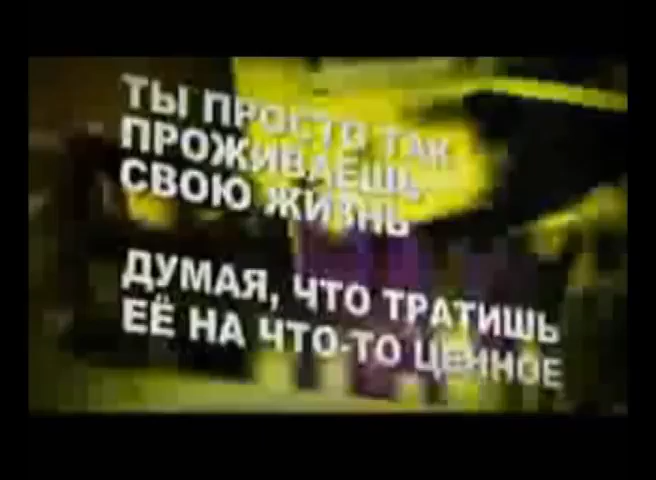 ТЫ ПРОСТО ТАК
ПРОЖИВАЕШЬ
СВОЮ ЖИЗНЬ
ДУМАЯ, ЧТО ТРАТИШЬ
ЕЁ НА ЧТО-ТО ЦЕННОЕ